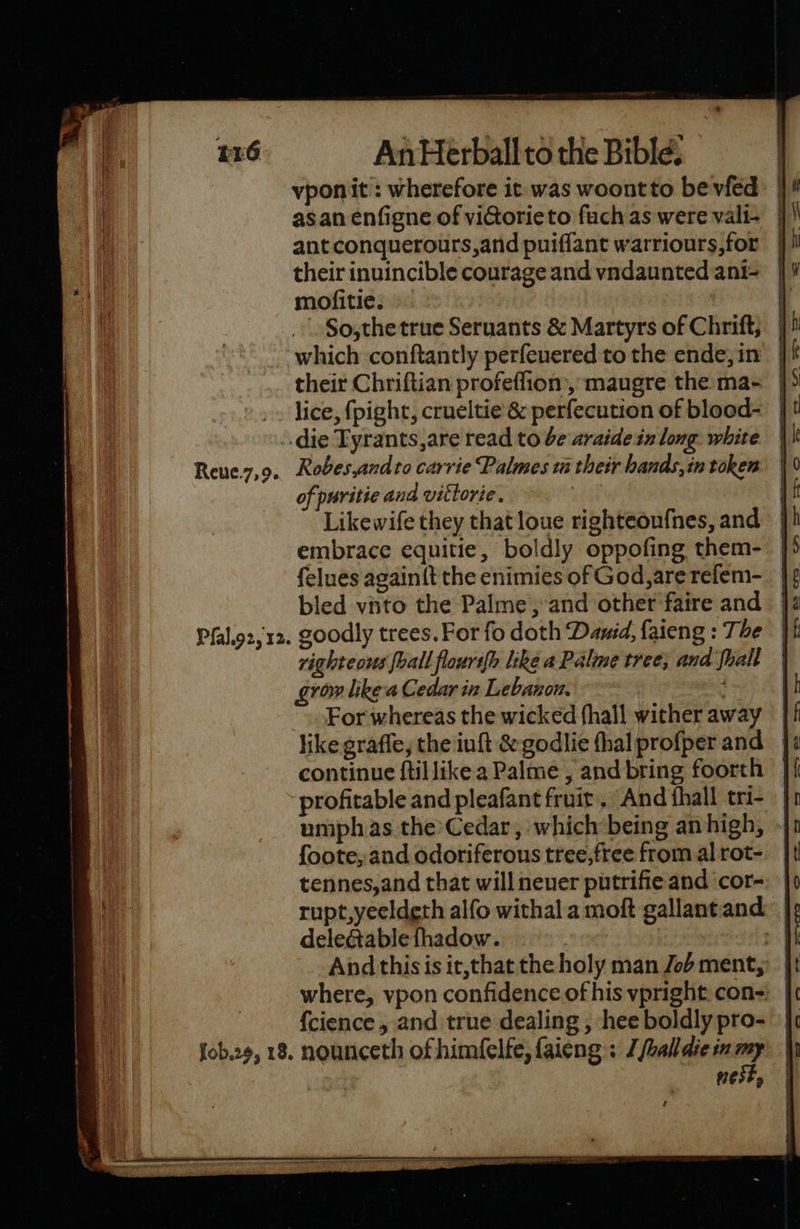 116 An Herball to the Bible.
vpon it : wherefore it was woont to be vſed
as an enſigne of victorie to ſuch as were vali-
ant conquerours, and puiſſant warriours, for
their inuincible courage and vndaunted ani-
moſitie.
So, the true Seruants & Martyrs of Chriſt,
which conſtantly perſeuered to the ende, in
their Chriſtian profeſſion, maugre the ma-
lice, ſpight, crueltie & perſecution of blood-
die Tyrants, are read to be araide in long white
Reue.7,9. Robes, and to carrie Palmes in their hands, in token
of puritie and victorie.
Likewiſe they that loue righteouſnes, and
embrace equitie, boldly oppoſing them-
ſelues againſt the enimies of God, are reſem-
bled vnto the Palme, and other faire and
Pſal.92, 12. goodly trees. For ſo doth Dauid, ſaieng : The
righteous ſhall flouriſh like a Palme tree, and ſhall
grow like a Cedar in Lebanon.
For whereas the wicked ſhall wither away
like graſſe, the iuſt & godlie ſhal proſper and
continue ſtil like a Palme, and bring foorth
profitable and pleaſant fruit. And ſhall tri-
umph as the Cedar, which being an high,
ſoote, and odoriferous tree, free from al rot-
tennes, and that will neuer putrifie and cor-
rupt, yeeldeth alſo withal a moſt gallant and
delectable ſhadow.
And this is it, that the holy man Iob ment,
where, vpon confidence of his vpright con-
ſcience, and true dealing, hee boldly pro-
Iob.29, 18. nounceth of himſelfe, ſaieng : I ſhall die in my
nest,